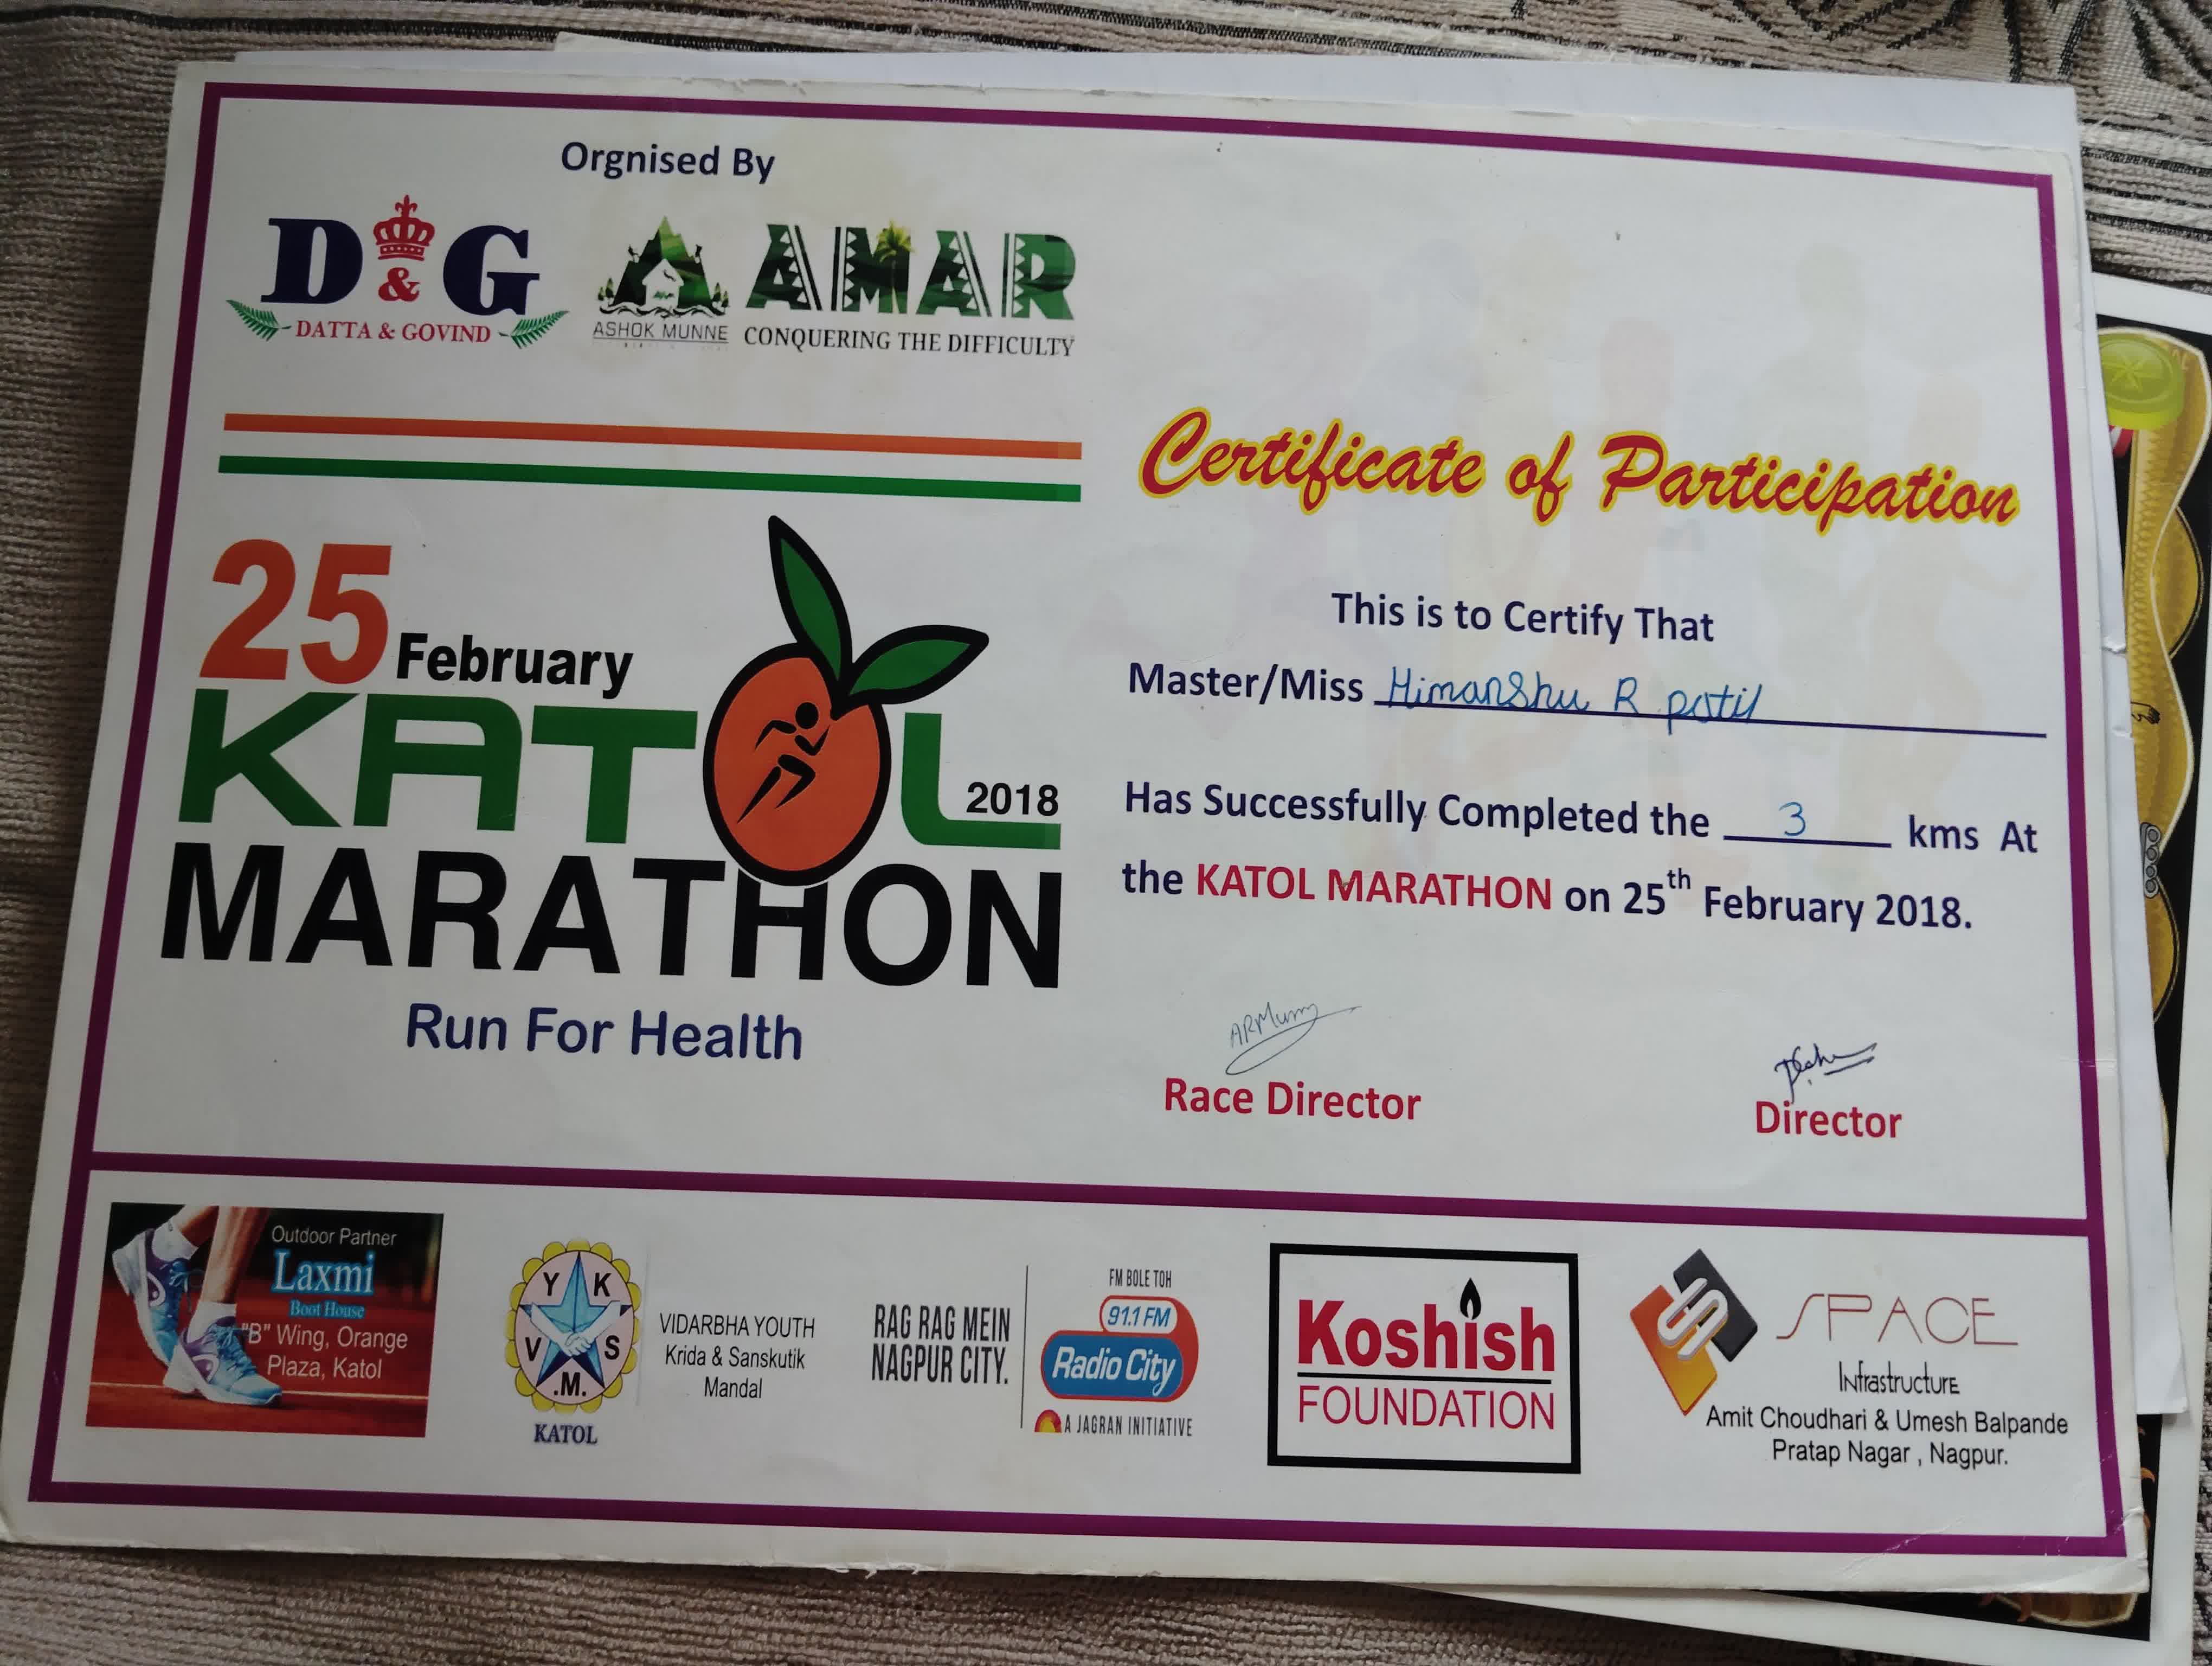 Orgnised By
D & G
DATTA & GOVIND
ASHOK MUNNE
AMAR
CONQUERING THE DIFFICULTY
25 February
KATOL 2018
MARATHON
Run For Health
Certificate of Participation
This is to Certify That
Master/Miss Himanshu R patil
Has Successfully Completed the 3 kms At
the KATOL MARATHON on 25th February 2018.
Race Director
Director
Outdoor Partner
Laxmi
Boot House
"B" Wing, Orange
Plaza, Katol
Y K
V S
.M.
KATOL
VIDARBHA YOUTH
Krida & Sanskutik
Mandal
RAG RAG MEIN
NAGPUR CITY.
FM BOLE TOH
91.1 FM
Radio City
A JAGRAN INITIATIVE
Koshish
FOUNDATION
SPACE
Infrastructure
Amit Choudhari & Umesh Balpande
Pratap Nagar , Nagpur.